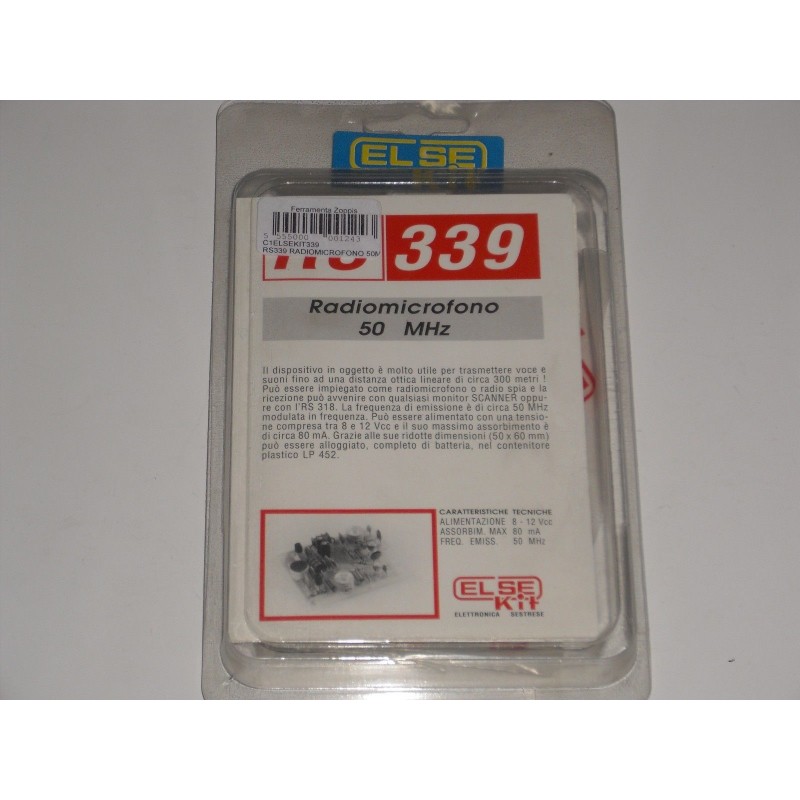 ELSE
Kit
Ferramenta Zoppis
5 555000 001243
C1ELSEKIT339
RS339 RADIOMICROFONO 50M
339
Radiomicrofono
50 MHz
Il dispositivo in oggetto è molto utile per trasmettere voce e
suoni fino ad una distanza ottica lineare di circa 300 metri !
Può essere impiegato come radiomicrofono o radio spia e la
ricezione può avvenire con qualsiasi monitor SCANNER oppu-
re con l'RS 318. La frequenza di emissione è di circa 50 MHz
modulata in frequenza. Può essere alimentato con una tensio-
ne compresa tra 8 e 12 Vcc e il suo massimo assorbimento è
di circa 80 mA. Grazie alle sue ridotte dimensioni (50 x 60 mm)
può essere alloggiato, completo di batteria, nel contenitore
plastico LP 452.
CARATTERISTICHE TECNICHE
ALIMENTAZIONE 8 - 12 Vcc
ASSORBIM. MAX 80 mA
FREQ. EMISS. 50 MHz
ELSE
Kit
ELETTRONICA SESTRESE